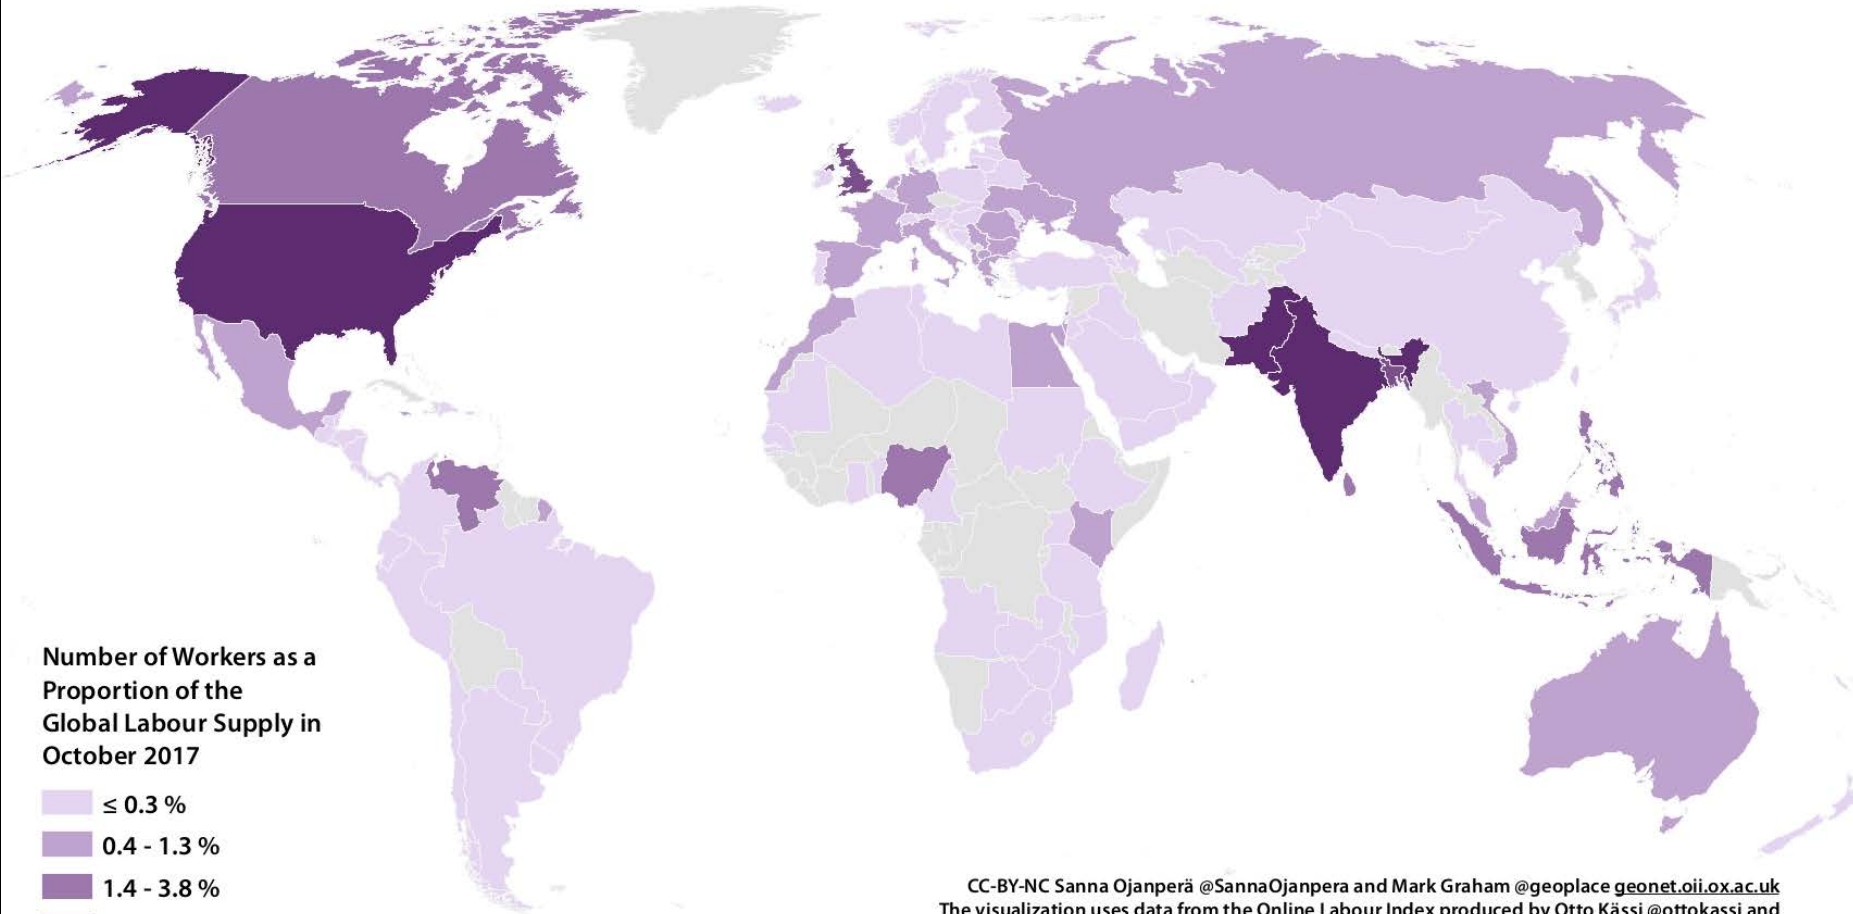 Number of Workers as a
Proportion of the
Global Labour Supply in
October 2017
≤ 0.3 %
0.4 - 1.3 %
1.4 - 3.8 %
CC-BY-NC Sanna Ojanperä @SannaOjanpera and Mark Graham @geoplace geonet.oii.ox.ac.uk
The visualization uses data from the Online Labour Index produced by Otto Kässi @ottokassi and